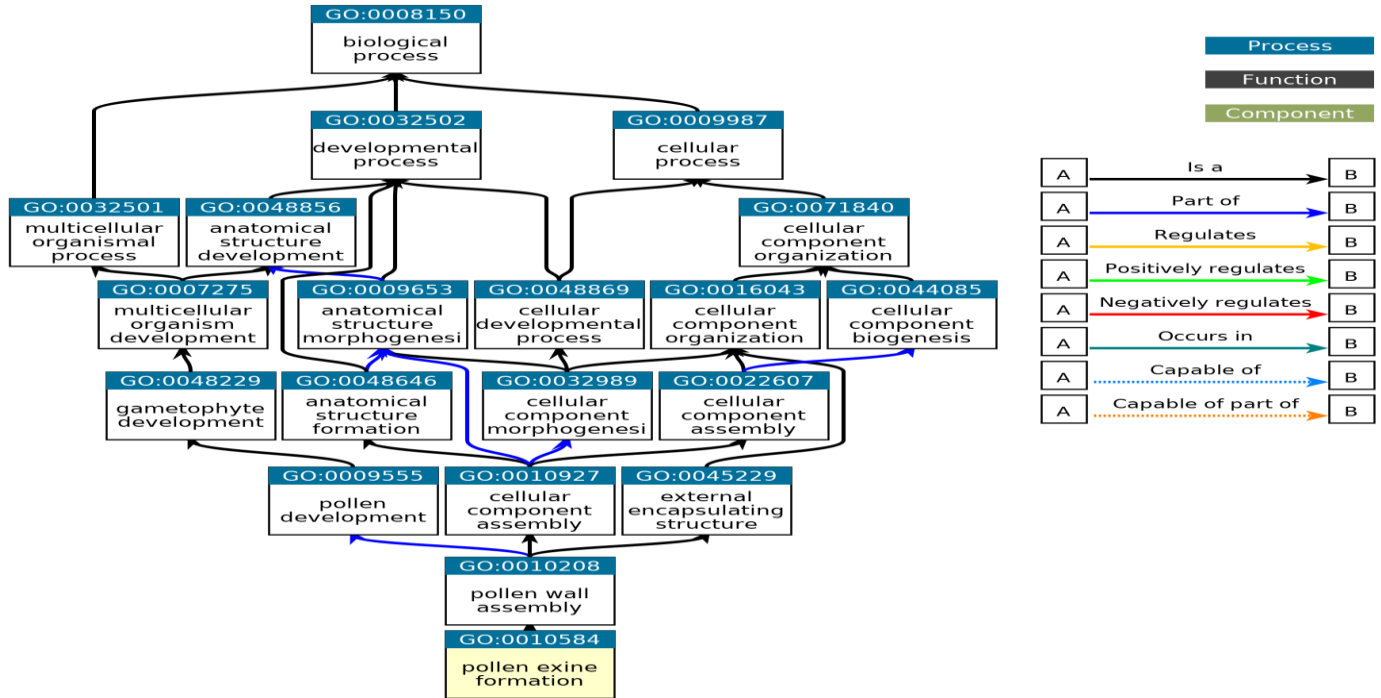 GO:0008150
biological
process
Process
Function
Component
GO:0032502
developmental
process
GO:0009987
cellular
process
A
Is a
B
A
Part of
B
A
Regulates
B
A
Positively regulates
B
A
Negatively regulates
B
A
Occurs in
B
A
Capable of
B
A
Capable of part of
B
GO:0032501
multicellular
organismal
process
GO:0048856
anatomical
structure
development
GO:0071840
cellular
component
organization
GO:0007275
multicellular
organism
development
GO:0009653
anatomical
structure
morphogenesi
GO:0048869
cellular
developmental
process
GO:0016043
cellular
component
organization
GO:0044085
cellular
component
biogenesis
GO:0048229
gametophyte
development
GO:0048646
anatomical
structure
formation
GO:0032989
cellular
component
morphogenesi
GO:0022607
cellular
component
assembly
GO:0009555
pollen
development
GO:0010927
cellular
component
assembly
GO:0045229
external
encapsulating
structure
GO:0010208
pollen wall
assembly
GO:0010584
pollen exine
formation